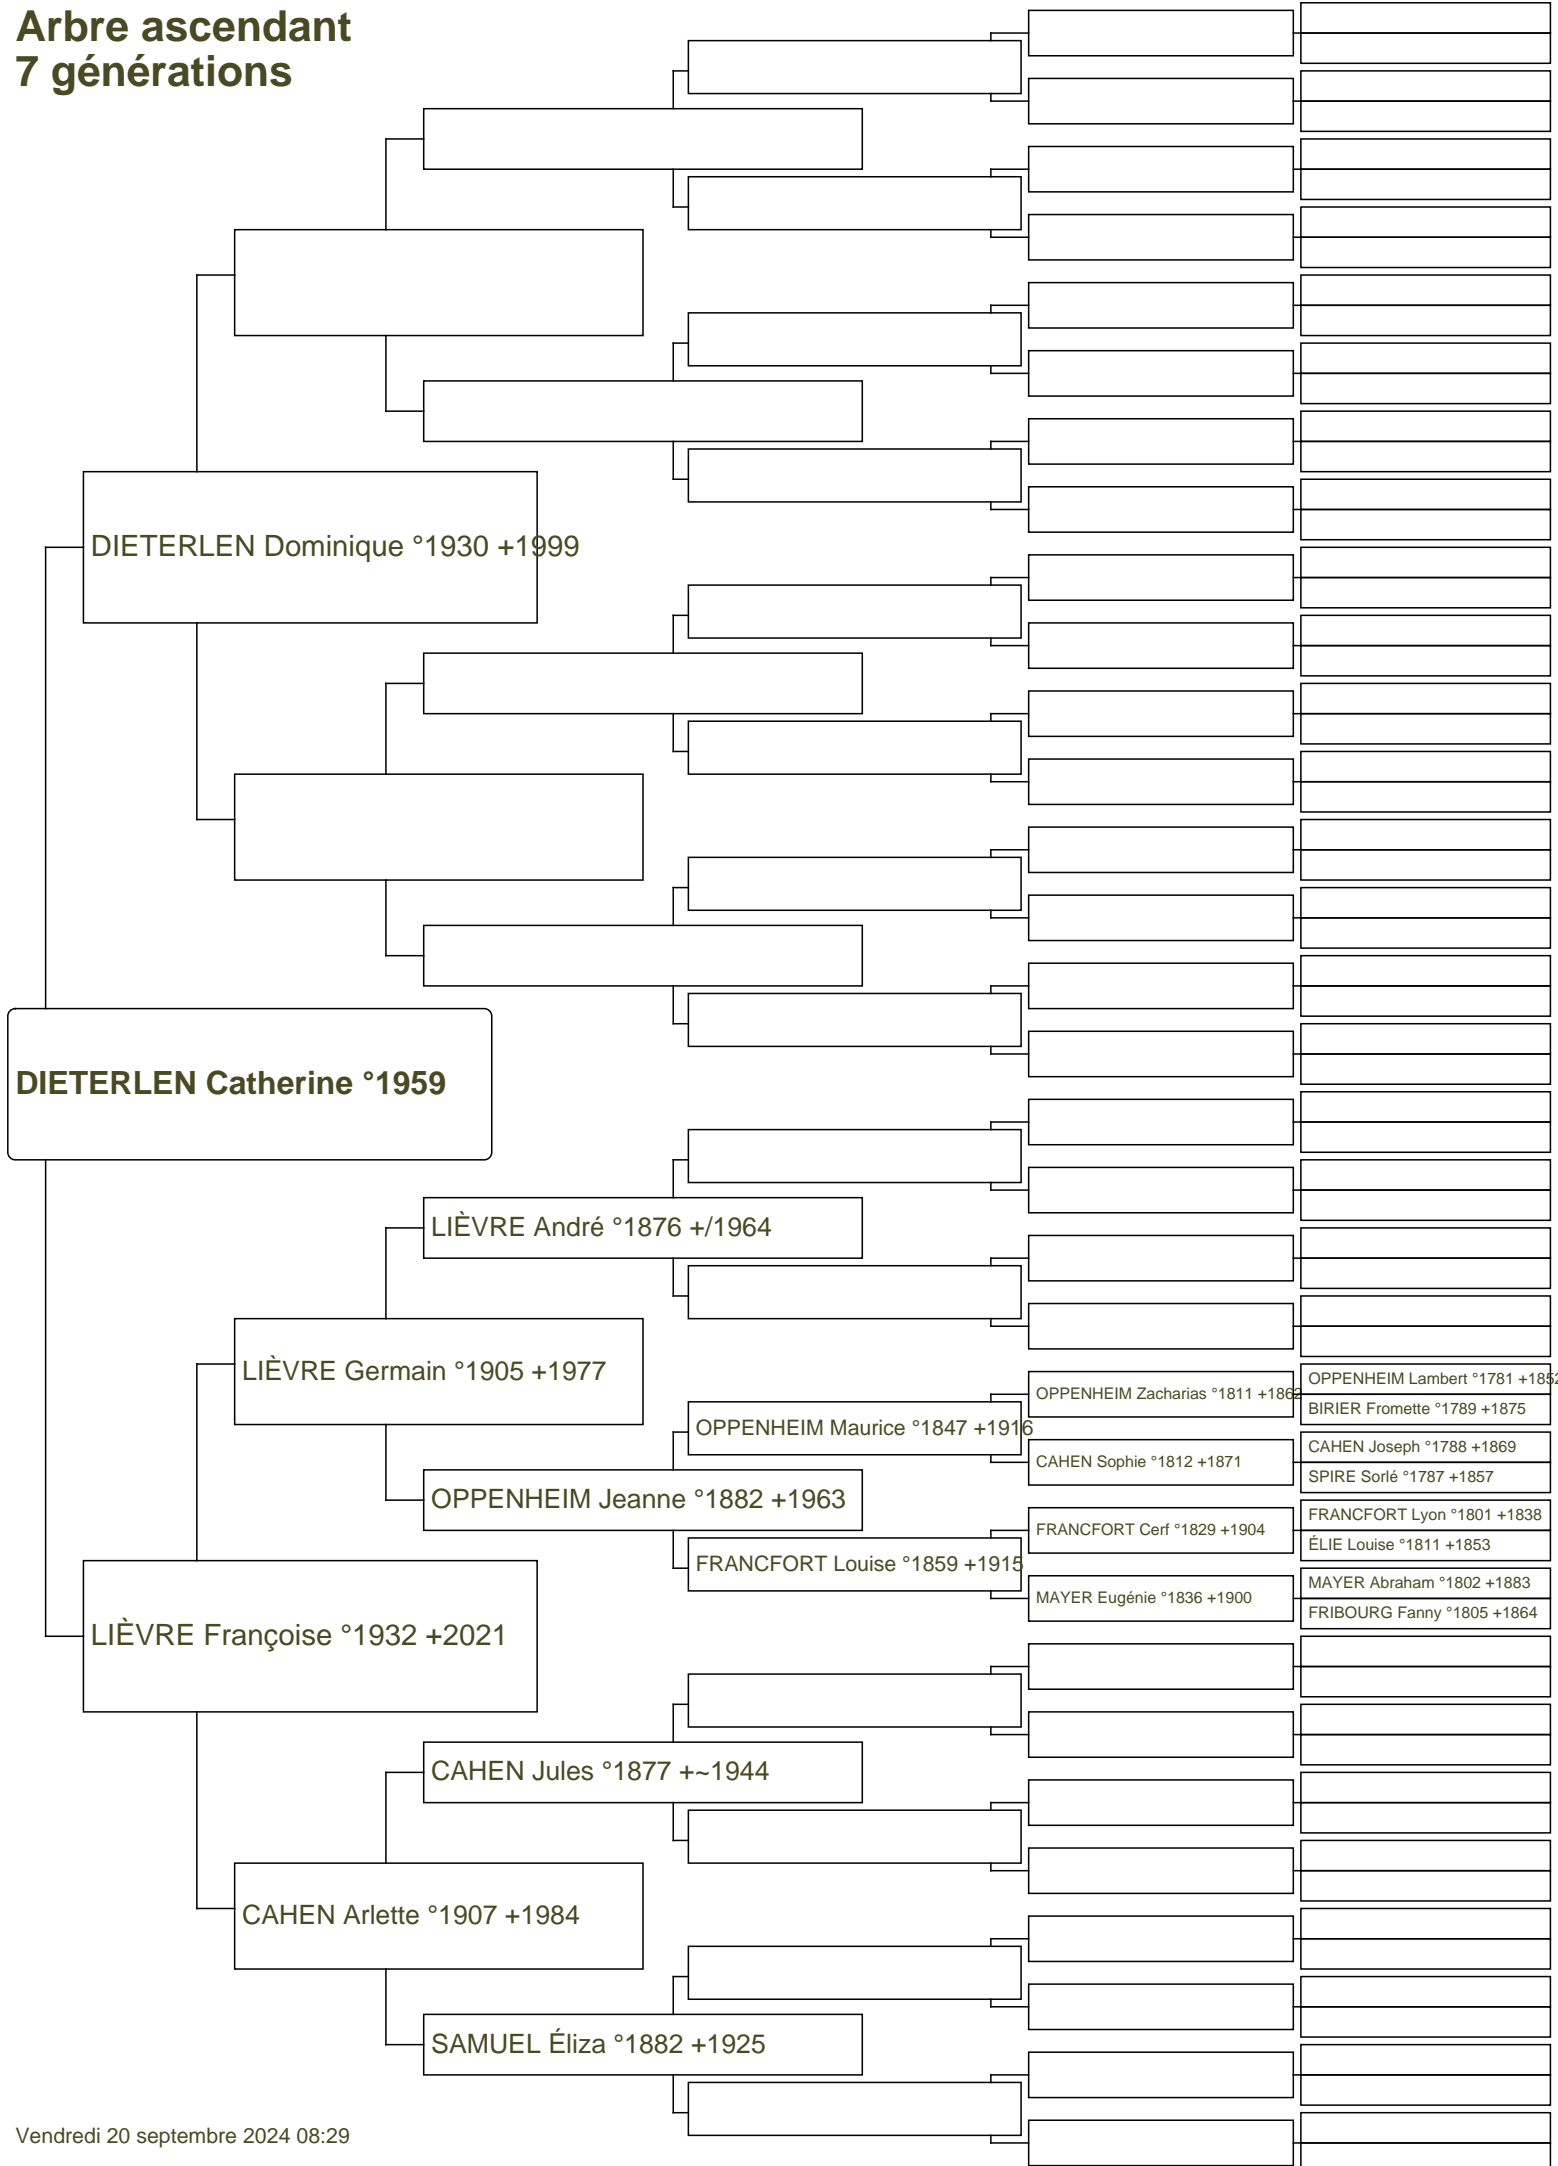 Arbre ascendant
7 générations
DIETERLEN Dominique °1930 +1999
DIETERLEN Catherine °1959
LIÈVRE André °1876 +/1964
LIÈVRE Germain °1905 +1977
OPPENHEIM Lambert °1781 +1852
OPPENHEIM Zacharias °1811 +1862
BIRIER Fromette °1789 +1875
OPPENHEIM Maurice °1847 +1916
CAHEN Joseph °1788 +1869
CAHEN Sophie °1812 +1871
SPIRE Sorlé °1787 +1857
OPPENHEIM Jeanne °1882 +1963
FRANCFORT Lyon °1801 +1838
FRANCFORT Cerf °1829 +1904
ÉLIE Louise °1811 +1853
FRANCFORT Louise °1859 +1915
MAYER Abraham °1802 +1883
MAYER Eugénie °1836 +1900
FRIBOURG Fanny °1805 +1864
LIÈVRE Françoise °1932 +2021
CAHEN Jules °1877 +~1944
CAHEN Arlette °1907 +1984
SAMUEL Éliza °1882 +1925
Vendredi 20 septembre 2024 08:29